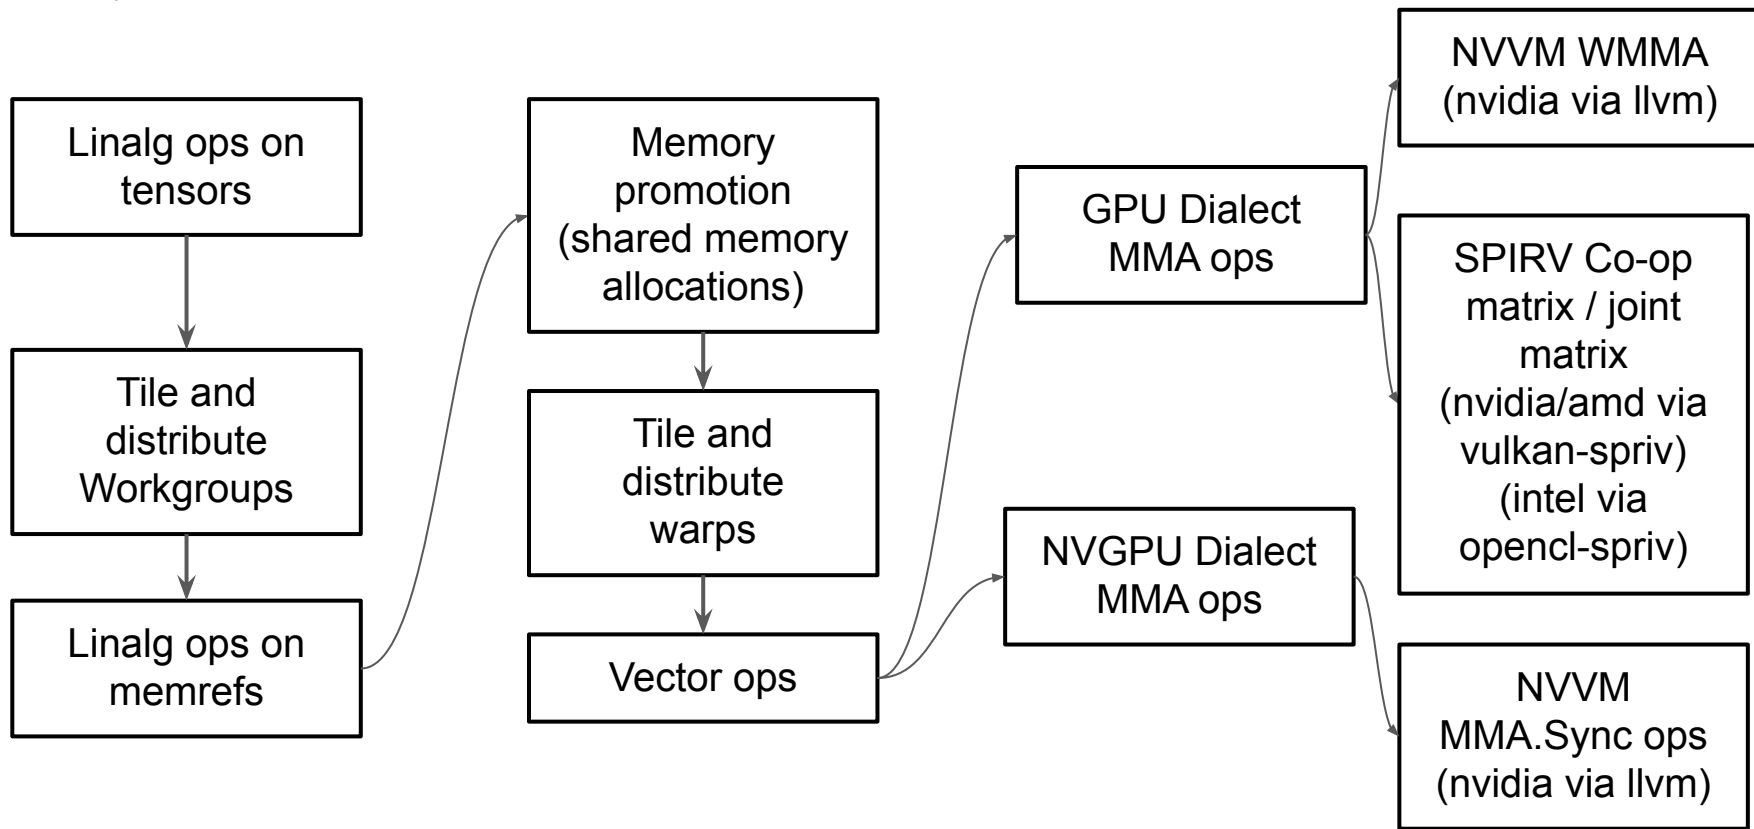 Linalg ops on
tensors
Tile and
distribute
Workgroups
Linalg ops on
memrefs
Memory
promotion
(shared memory
allocations)
Tile and
distribute
warps
Vector ops
GPU Dialect
MMA ops
NVGPU Dialect
MMA ops
NVVM WMMA
(nvidia via llvm)
SPIRV Co-op
matrix / joint
matrix
(nvidia/amd via
vulkan-spriv)
(intel via
opencl-spriv)
NVVM
MMA.Sync ops
(nvidia via llvm)